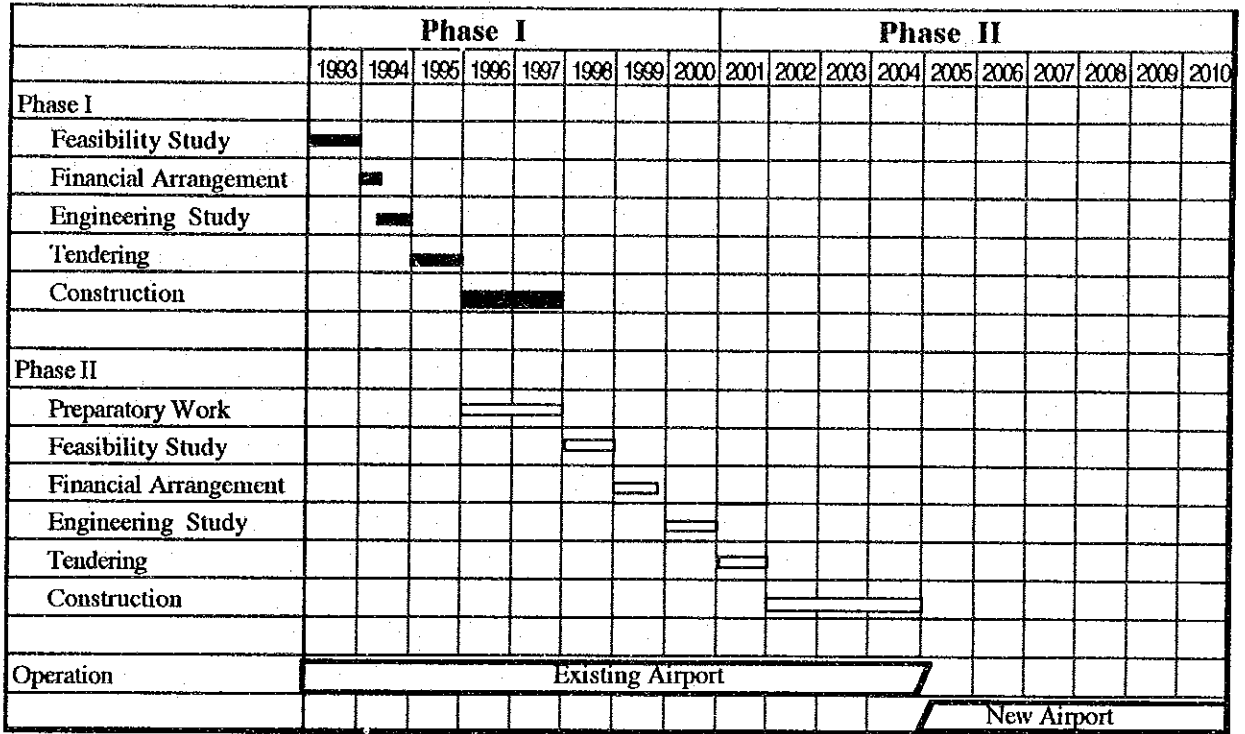 Phase I Phase II
1993 1994 1995 1996 1997 1998 1999 2000 2001 2002 2003 2004 2005 2006 2007 2008 2009 2010
Phase I
Feasibility Study
Financial Arrangement
Engineering Study
Tendering
Construction
Phase II
Preparatory Work
Feasibility Study
Financial Arrangement
Engineering Study
Tendering
Construction
Operation Existing Airport
New Airport